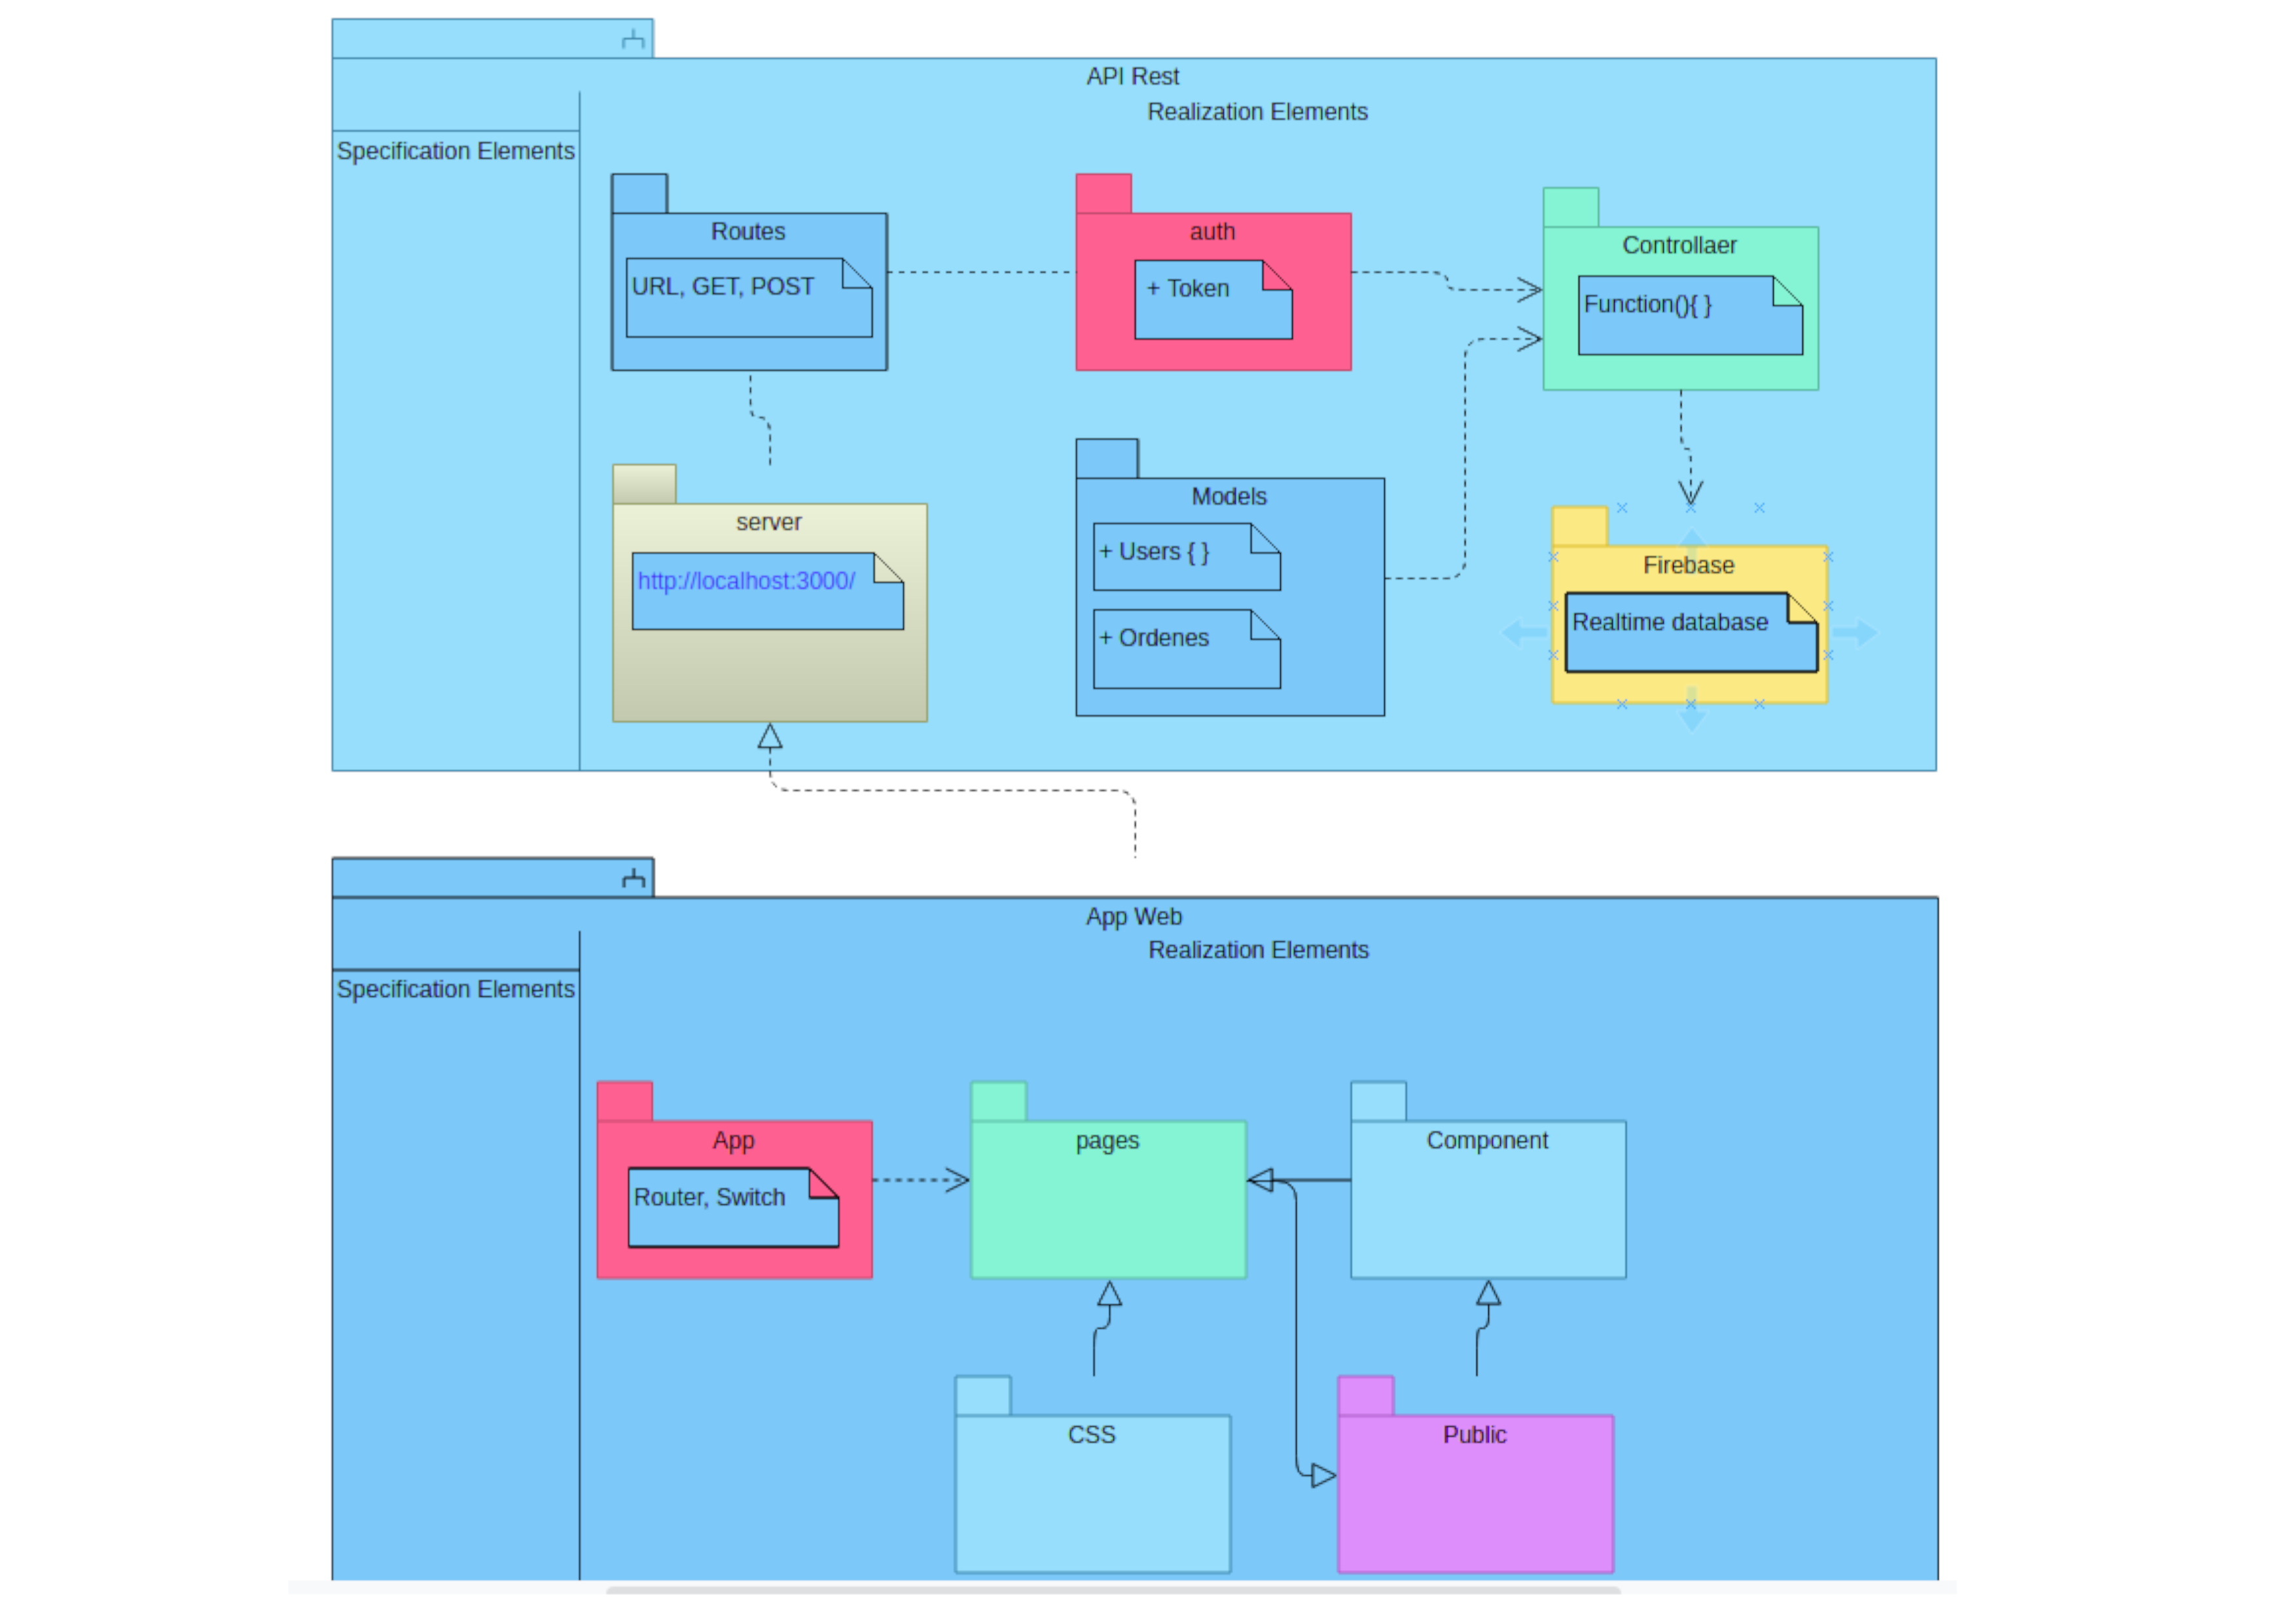 API Rest
Realization Elements
Specification Elements
Routes
URL, GET, POST
auth
+ Token
Controllaer
Function(){ }
server
http://localhost:3000/
Models
+ Users { }
+ Ordenes
Firebase
Realtime database
App Web
Realization Elements
Specification Elements
App
Router, Switch
pages
Component
CSS
Public